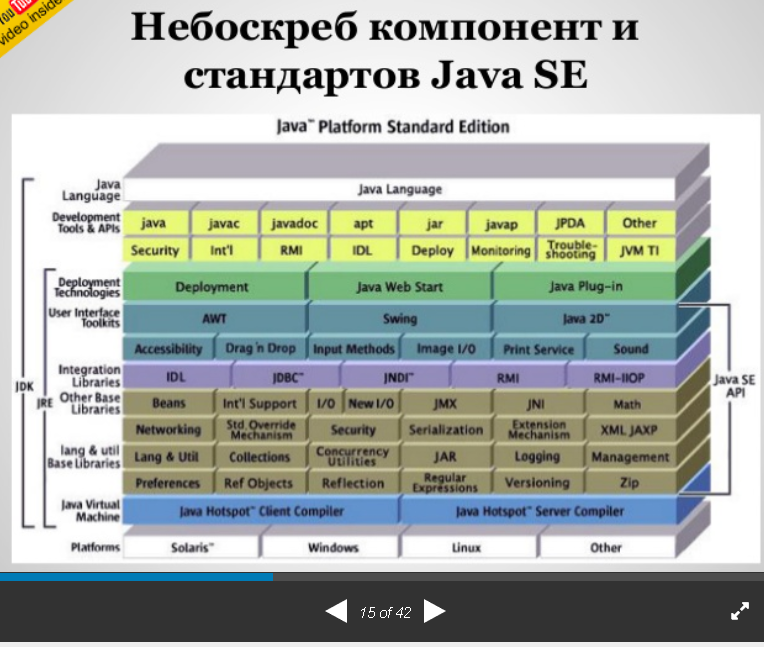 You Tube
video inside
Небоскреб компонент и
стандартов Java SE
Java™ Platform Standard Edition
Java
Language
Java Language
Development
Tools & APIs
java javac javadoc apt jar javap JPDA Other
Security Int'l RMI IDL Deploy Monitoring Trouble-
shooting JVM TI
Deployment
Technologies
Deployment Java Web Start Java Plug-in
User Interface
Toolkits
AWT Swing Java 2D™
Accessibility Drag 'n Drop Input Methods Image I/O Print Service Sound
Integration
Libraries
IDL JDBC™ JNDI™ RMI RMI-IIOP
JDK
JRE
Java SE
API
Other Base
Libraries
Beans Int'l Support I/O New I/O JMX JNI Math
Networking Std. Override
Mechanism Security Serialization Extension
Mechanism XML JAXP
lang & util
Base Libraries
Lang & Util Collections Concurrency
Utilities JAR Logging Management
Preferences Ref Objects Reflection Regular
Expressions Versioning Zip
Java Virtual
Machine
Java Hotspot™ Client Compiler Java Hotspot™ Server Compiler
Platforms
Solaris™ Windows Linux Other
15 of 42